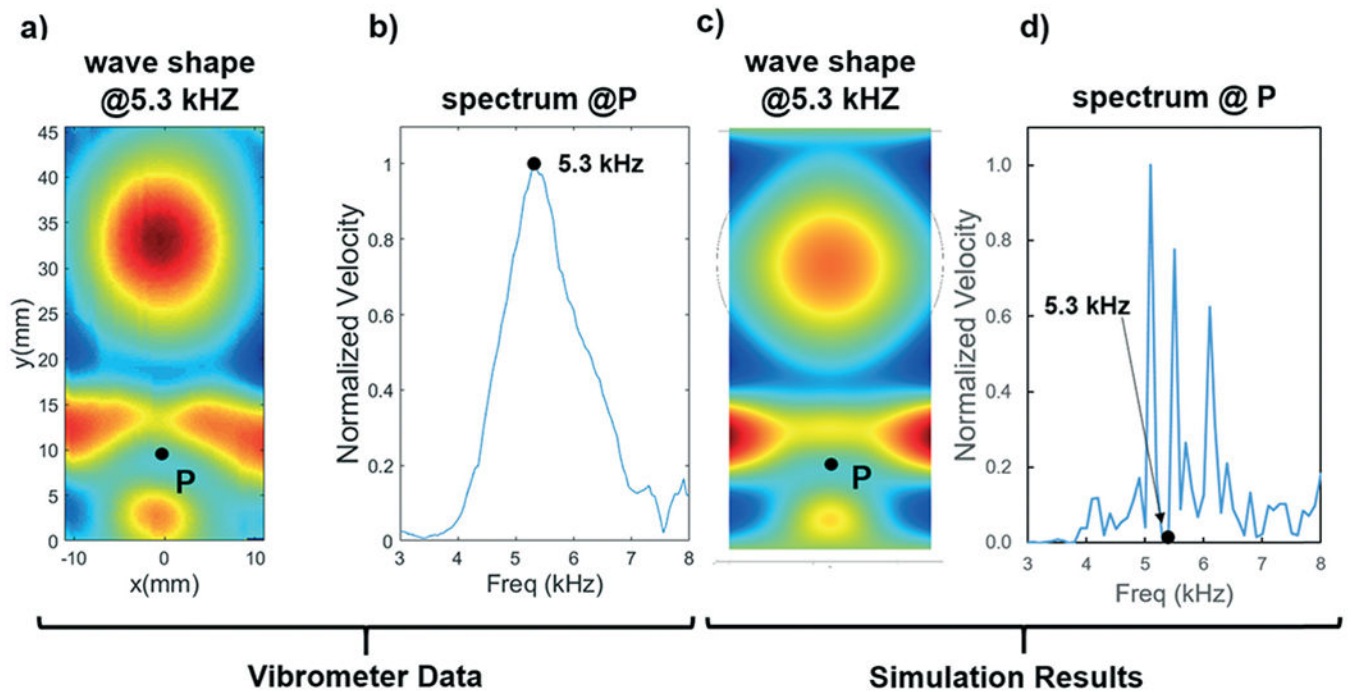 a)
wave shape
@5.3 kHZ
45
40
35
30
25
20
15
10
5
0
y(mm)
P
-10
0
10
x(mm)
b)
spectrum @P
1
0.8
0.6
0.4
0.2
0
Normalized Velocity
5.3 kHz
3
4
5
6
7
8
Freq (kHz)
Vibrometer Data
c)
wave shape
@5.3 kHZ
P
d)
spectrum @ P
1.0
0.8
0.6
0.4
0.2
0.0
Normalized Velocity
5.3 kHz
3
4
5
6
7
8
Freq (kHz)
Simulation Results